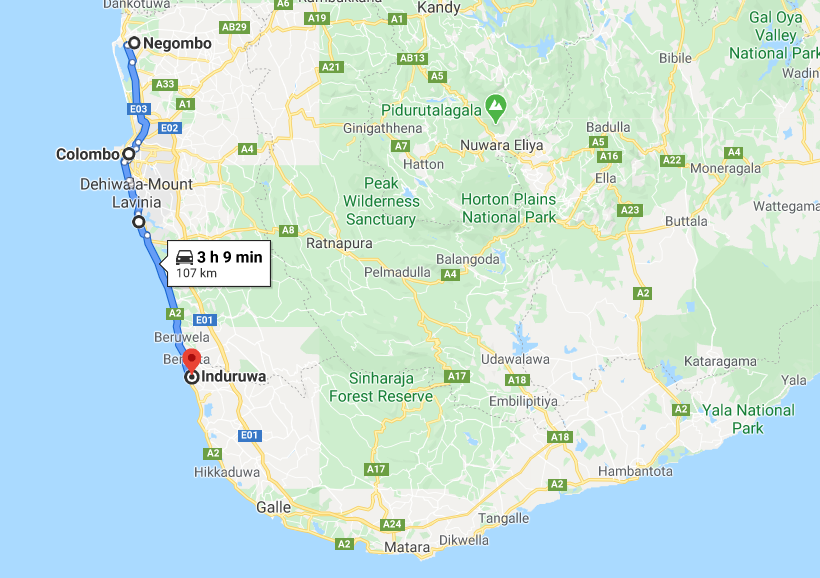 Dankotuwa
A6
Kandy
A19
A1
AB29
Gal Oya
Valley
National Park
Negombo
AB13
Bibile
A21
A5
A33
A1
E03
Pidurutalagala
E02
Ginigathhena
Badulla
A7
Nuwara Eliya
A5
A4
A16
A4
Colombo
Hatton
A22
Moneragala
Ella
Dehiwala-Mount
Lavinia
Peak
Wilderness
Sanctuary
Horton Plains
National Park
A23
Buttala
A8
Ratnapura
3 h 9 min
107 km
Balangoda
Pelmadulla
A4
A2
A2
E01
Beruwela
Udawalawa
Kataragama
Induruwa
Sinharaja
Forest Reserve
A17
A18
Yala
Embilipitiya
A2
Yala National
Park
E01
A18
A2
Hikkaduwa
A17
Hambantota
A2
Galle
Tangalle
A24
Dikwella
A2
Matara